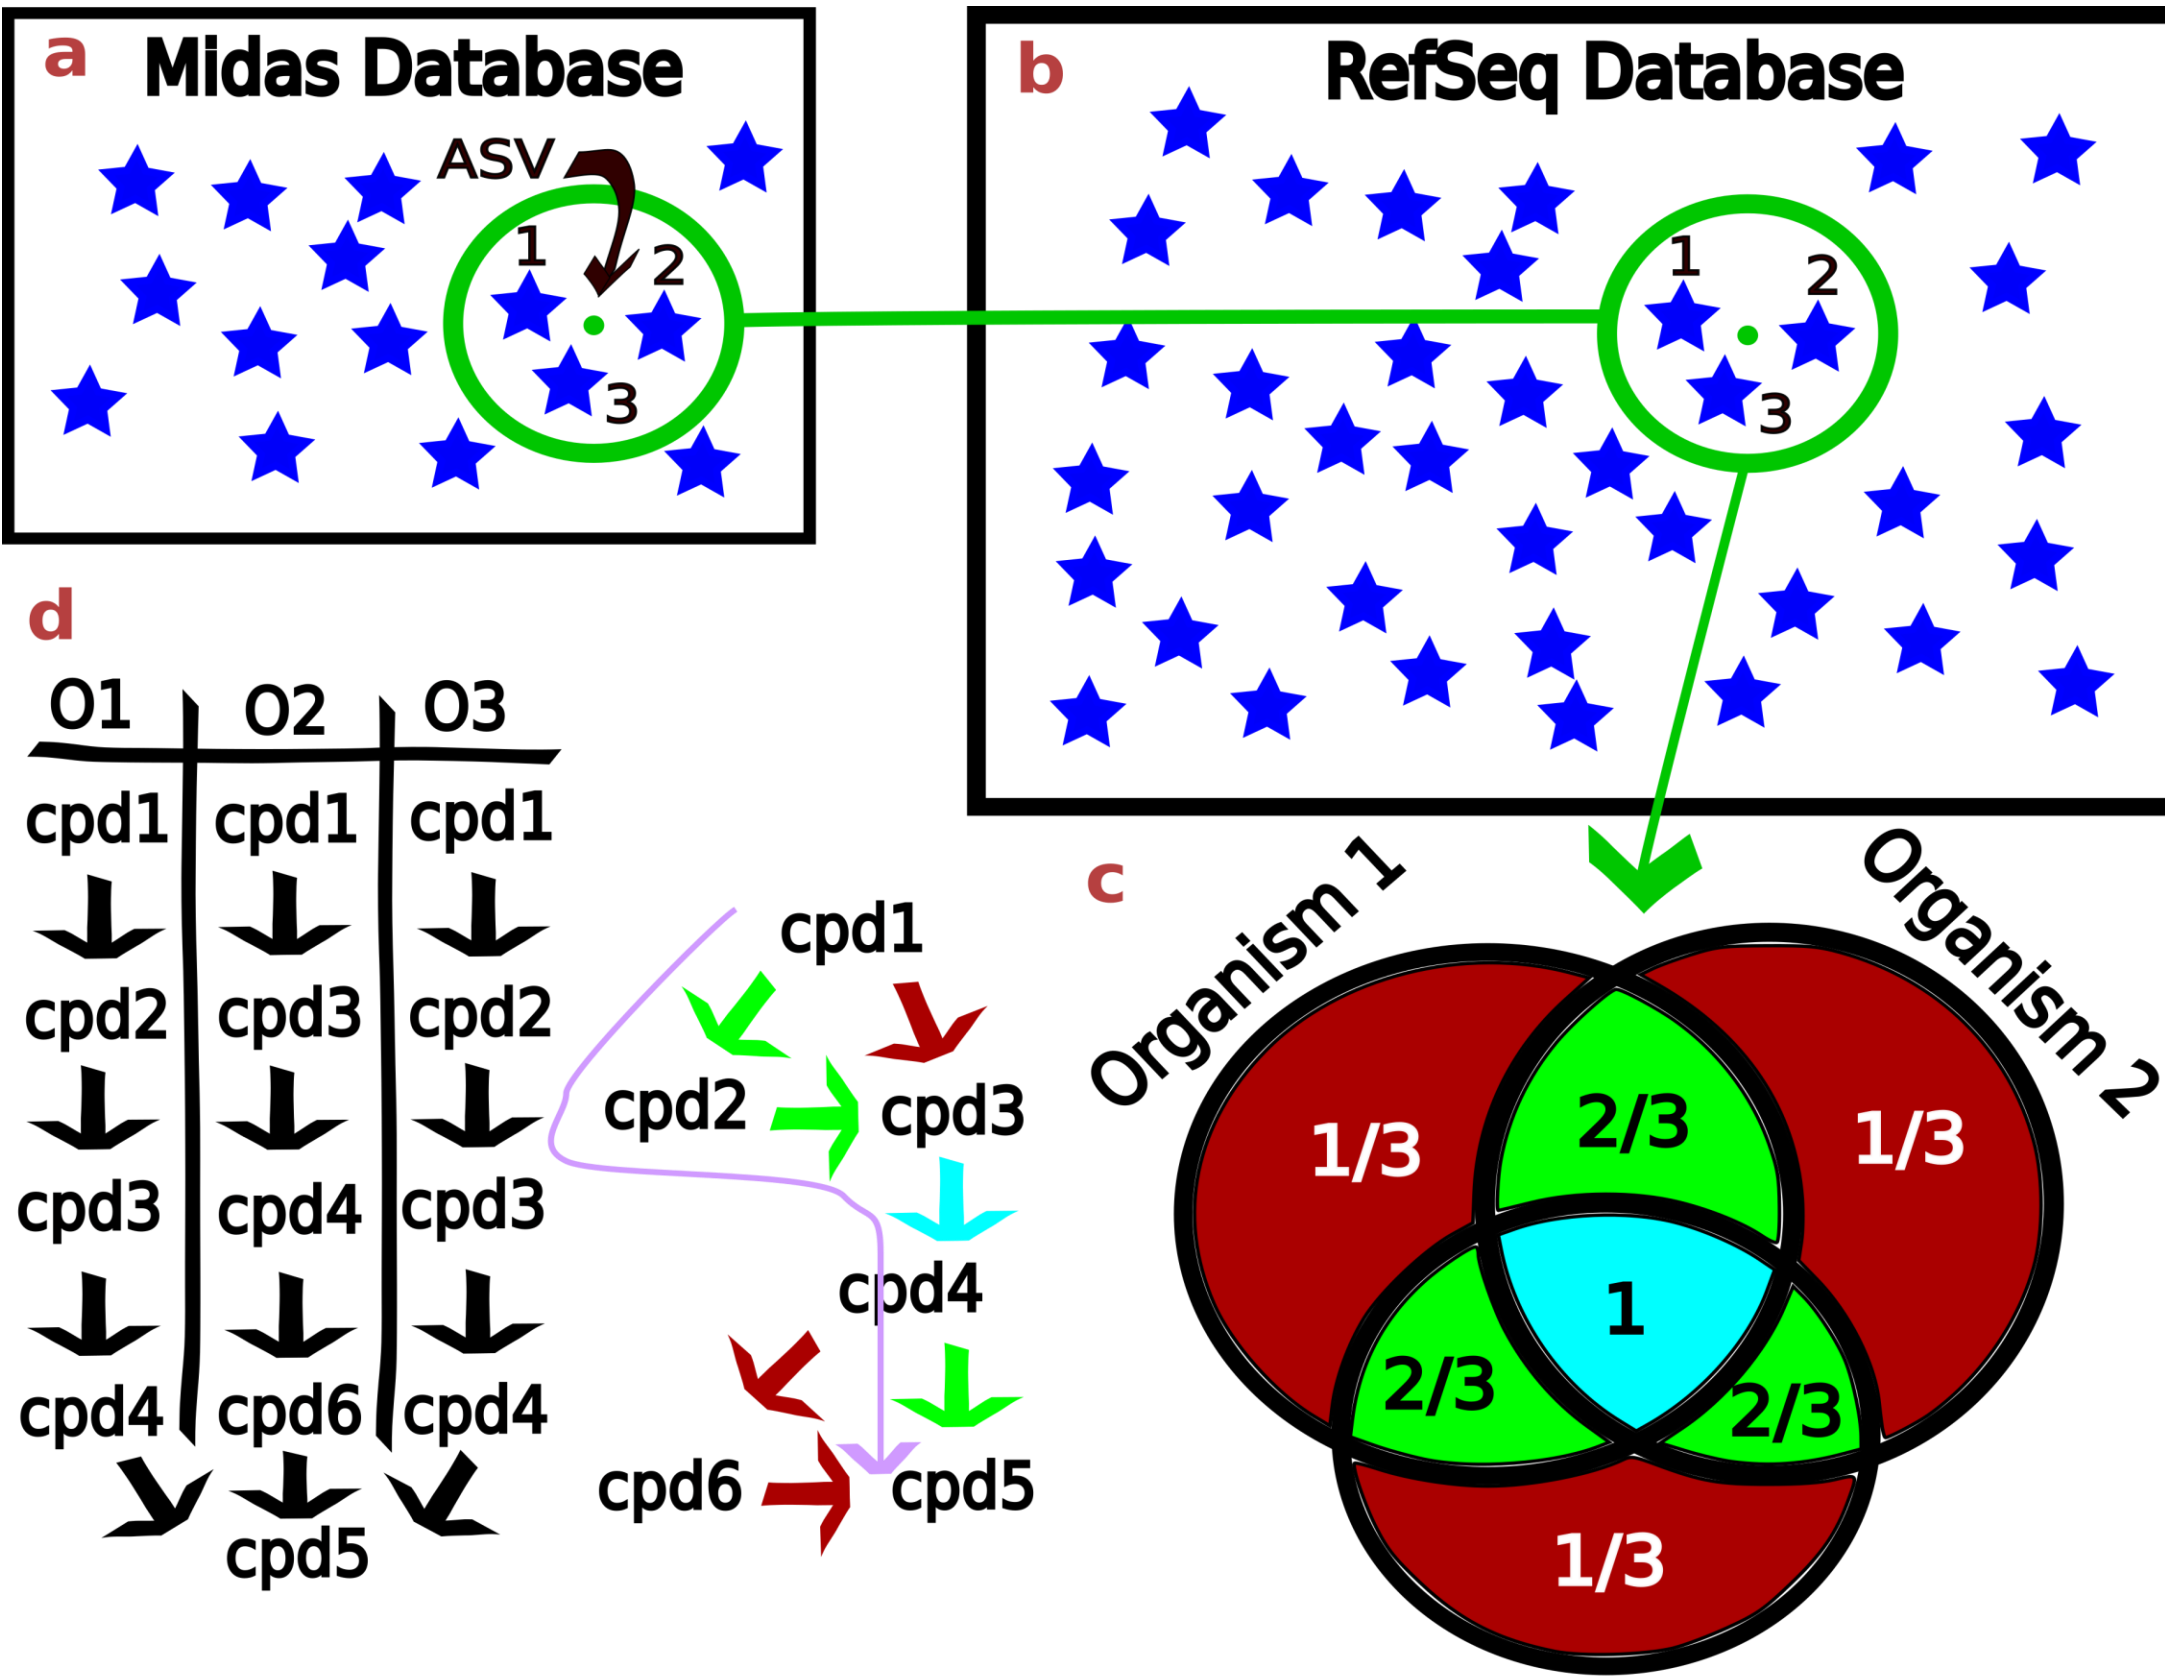 a Midas Database
ASV
1
2
3
b RefSeq Database
1
2
3
d
O1 O2 O3
cpd1 cpd1 cpd1
cpd2 cpd3 cpd2
cpd3 cpd4 cpd3
cpd4 cpd6 cpd4
cpd5
cpd1
cpd2 cpd3
cpd4
cpd6 cpd5
c
Organism 1
Organism 2
1/3 2/3 1/3
1
2/3 2/3
1/3